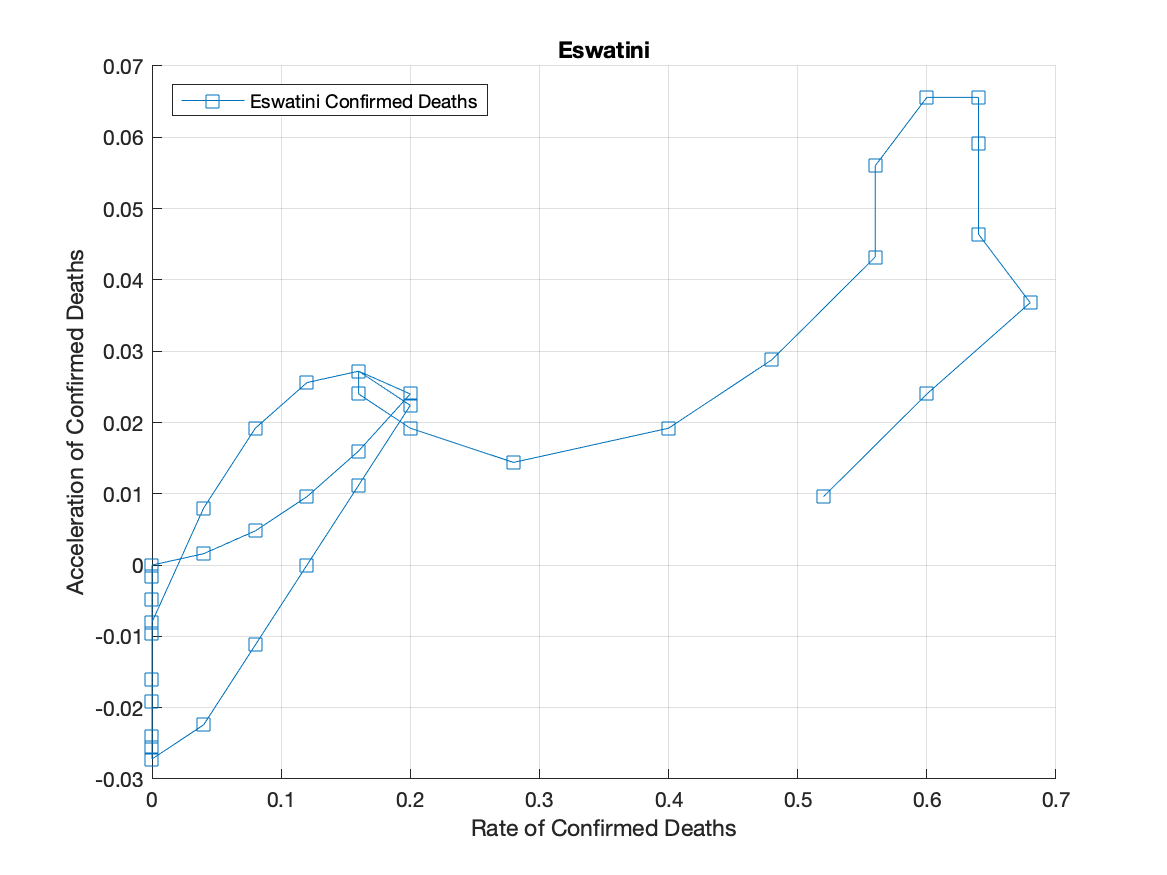 Eswatini
Eswatini Confirmed Deaths
Acceleration of Confirmed Deaths
0.07
0.06
0.05
0.04
0.03
0.02
0.01
0
-0.01
-0.02
-0.03
0 0.1 0.2 0.3 0.4 0.5 0.6 0.7
Rate of Confirmed Deaths